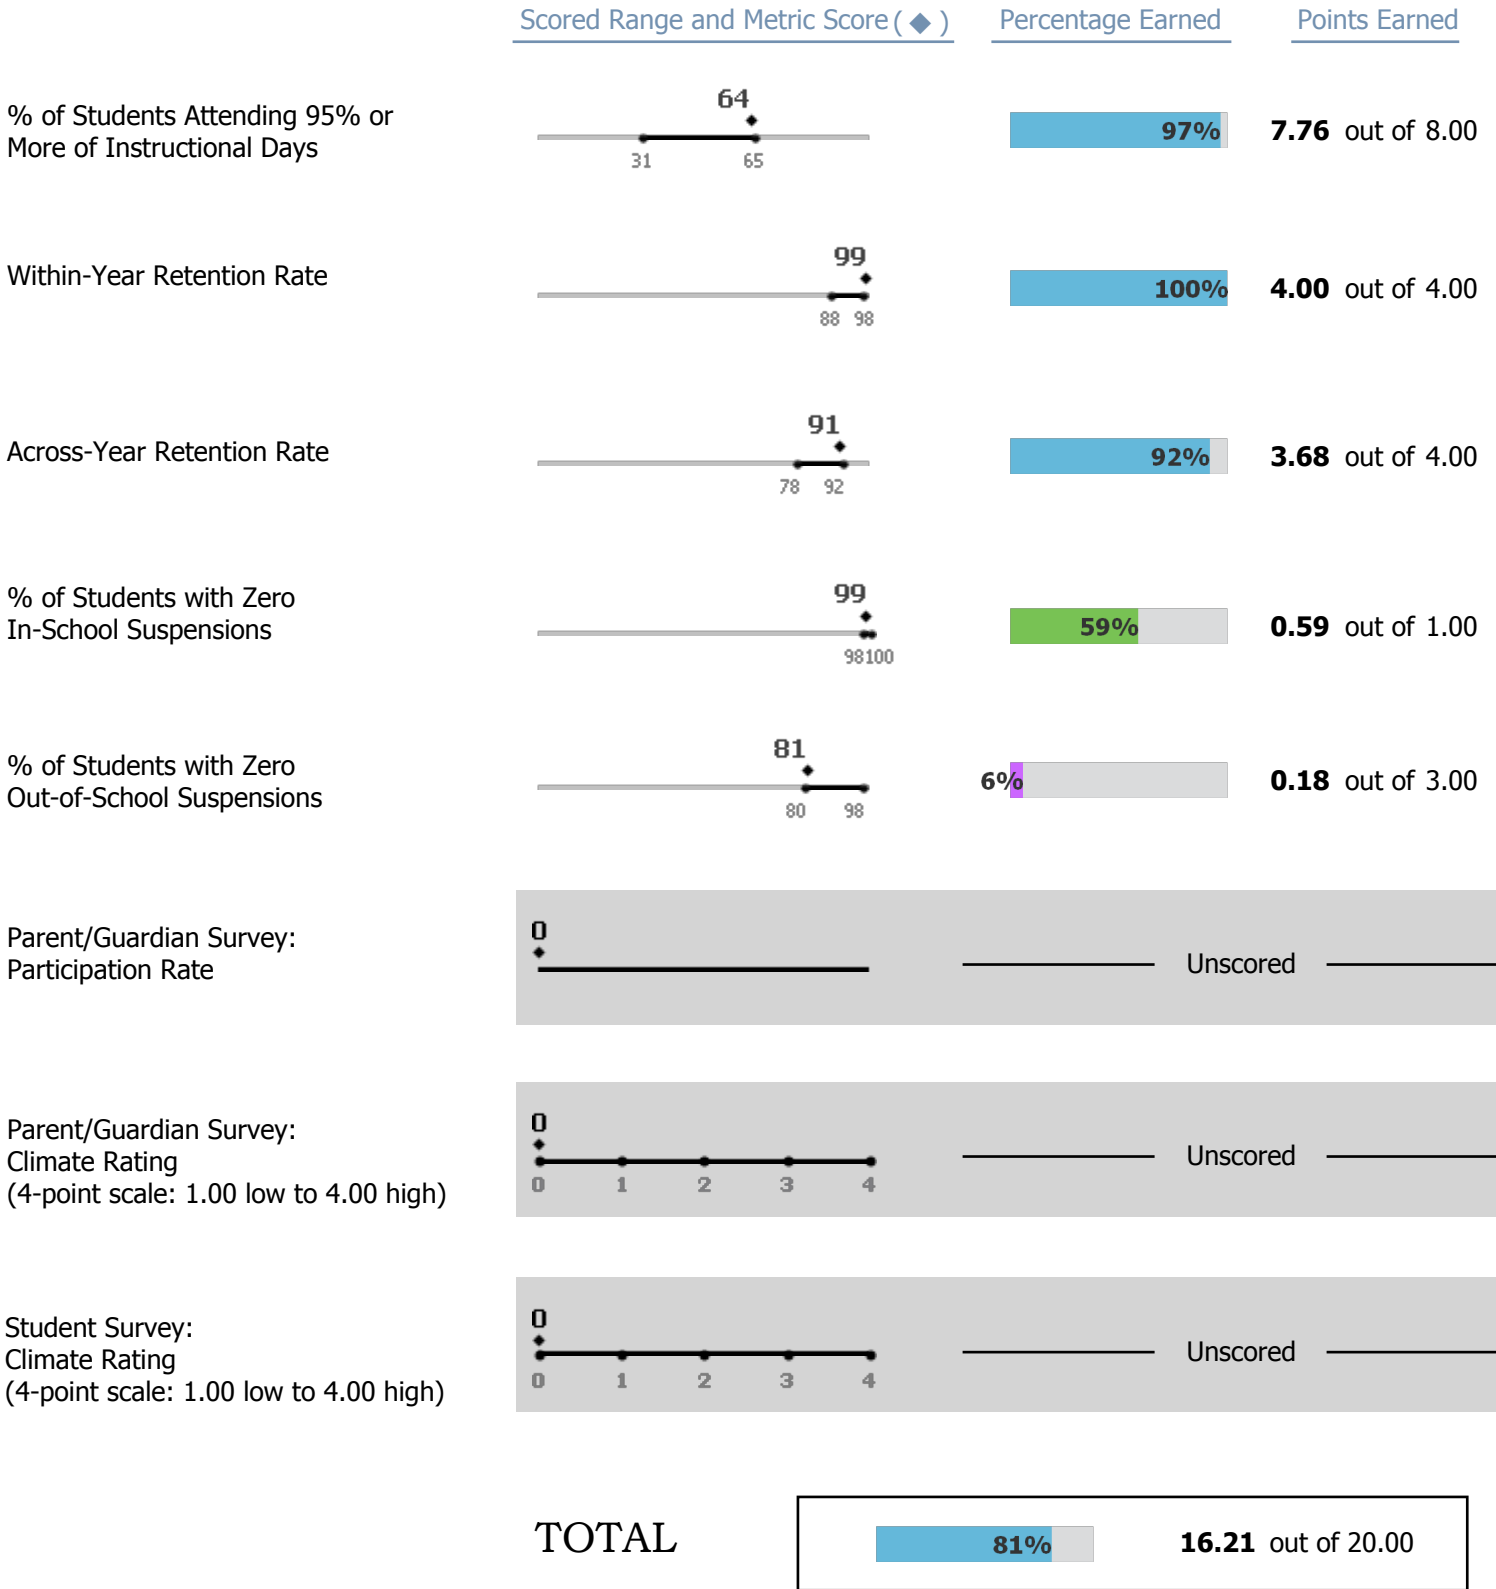 Scored Range and Metric Score ( ◆ ) Percentage Earned Points Earned
% of Students Attending 95% or
More of Instructional Days
64
31 65
97%
7.76 out of 8.00
Within-Year Retention Rate
99
88 98
100%
4.00 out of 4.00
Across-Year Retention Rate
91
78 92
92%
3.68 out of 4.00
% of Students with Zero
In-School Suspensions
99
98 100
59%
0.59 out of 1.00
% of Students with Zero
Out-of-School Suspensions
81
80 98
6%
0.18 out of 3.00
Parent/Guardian Survey:
Participation Rate
0
Unscored
Parent/Guardian Survey:
Climate Rating
(4-point scale: 1.00 low to 4.00 high)
0
0 1 2 3 4
Unscored
Student Survey:
Climate Rating
(4-point scale: 1.00 low to 4.00 high)
0
0 1 2 3 4
Unscored
TOTAL
81%
16.21 out of 20.00